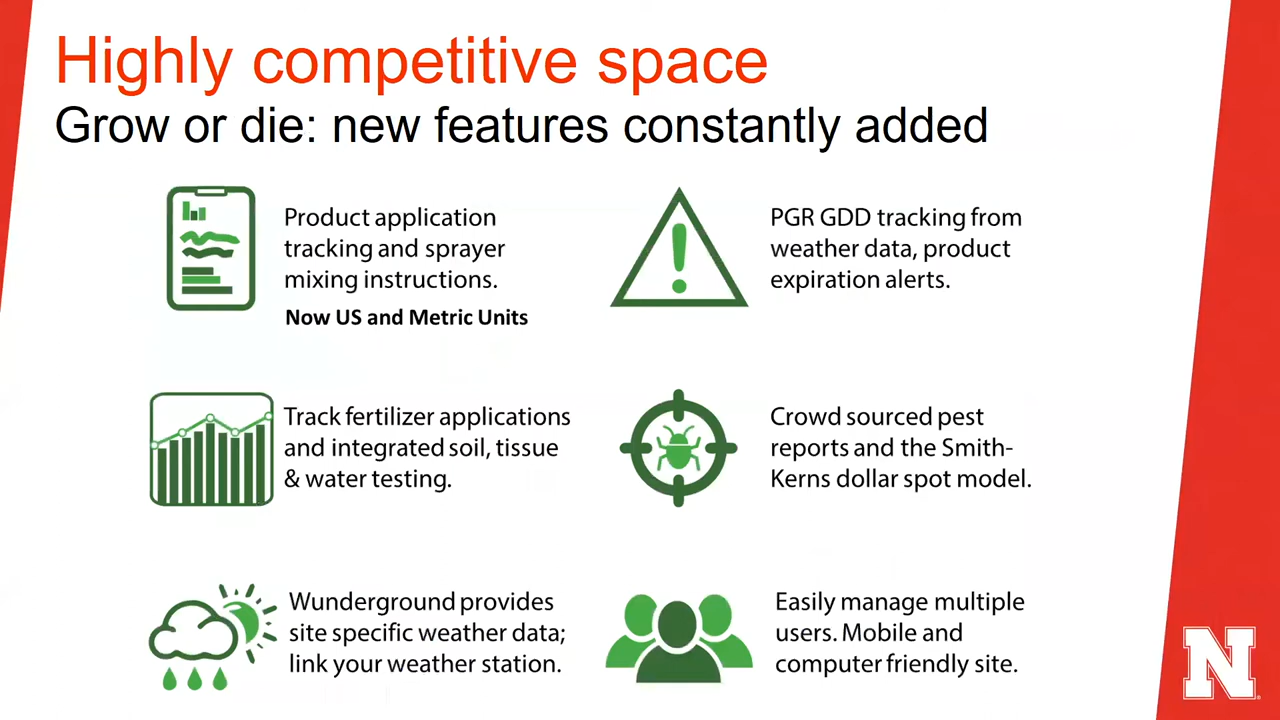 Highly competitive space
Grow or die: new features constantly added
Product application
tracking and sprayer
mixing instructions.
Now US and Metric Units
PGR GDD tracking from
weather data, product
expiration alerts.
Track fertilizer applications
and integrated soil, tissue
& water testing.
Crowd sourced pest
reports and the Smith-
Kerns dollar spot model.
Wunderground provides
site specific weather data;
link your weather station.
Easily manage multiple
users. Mobile and
computer friendly site.
N